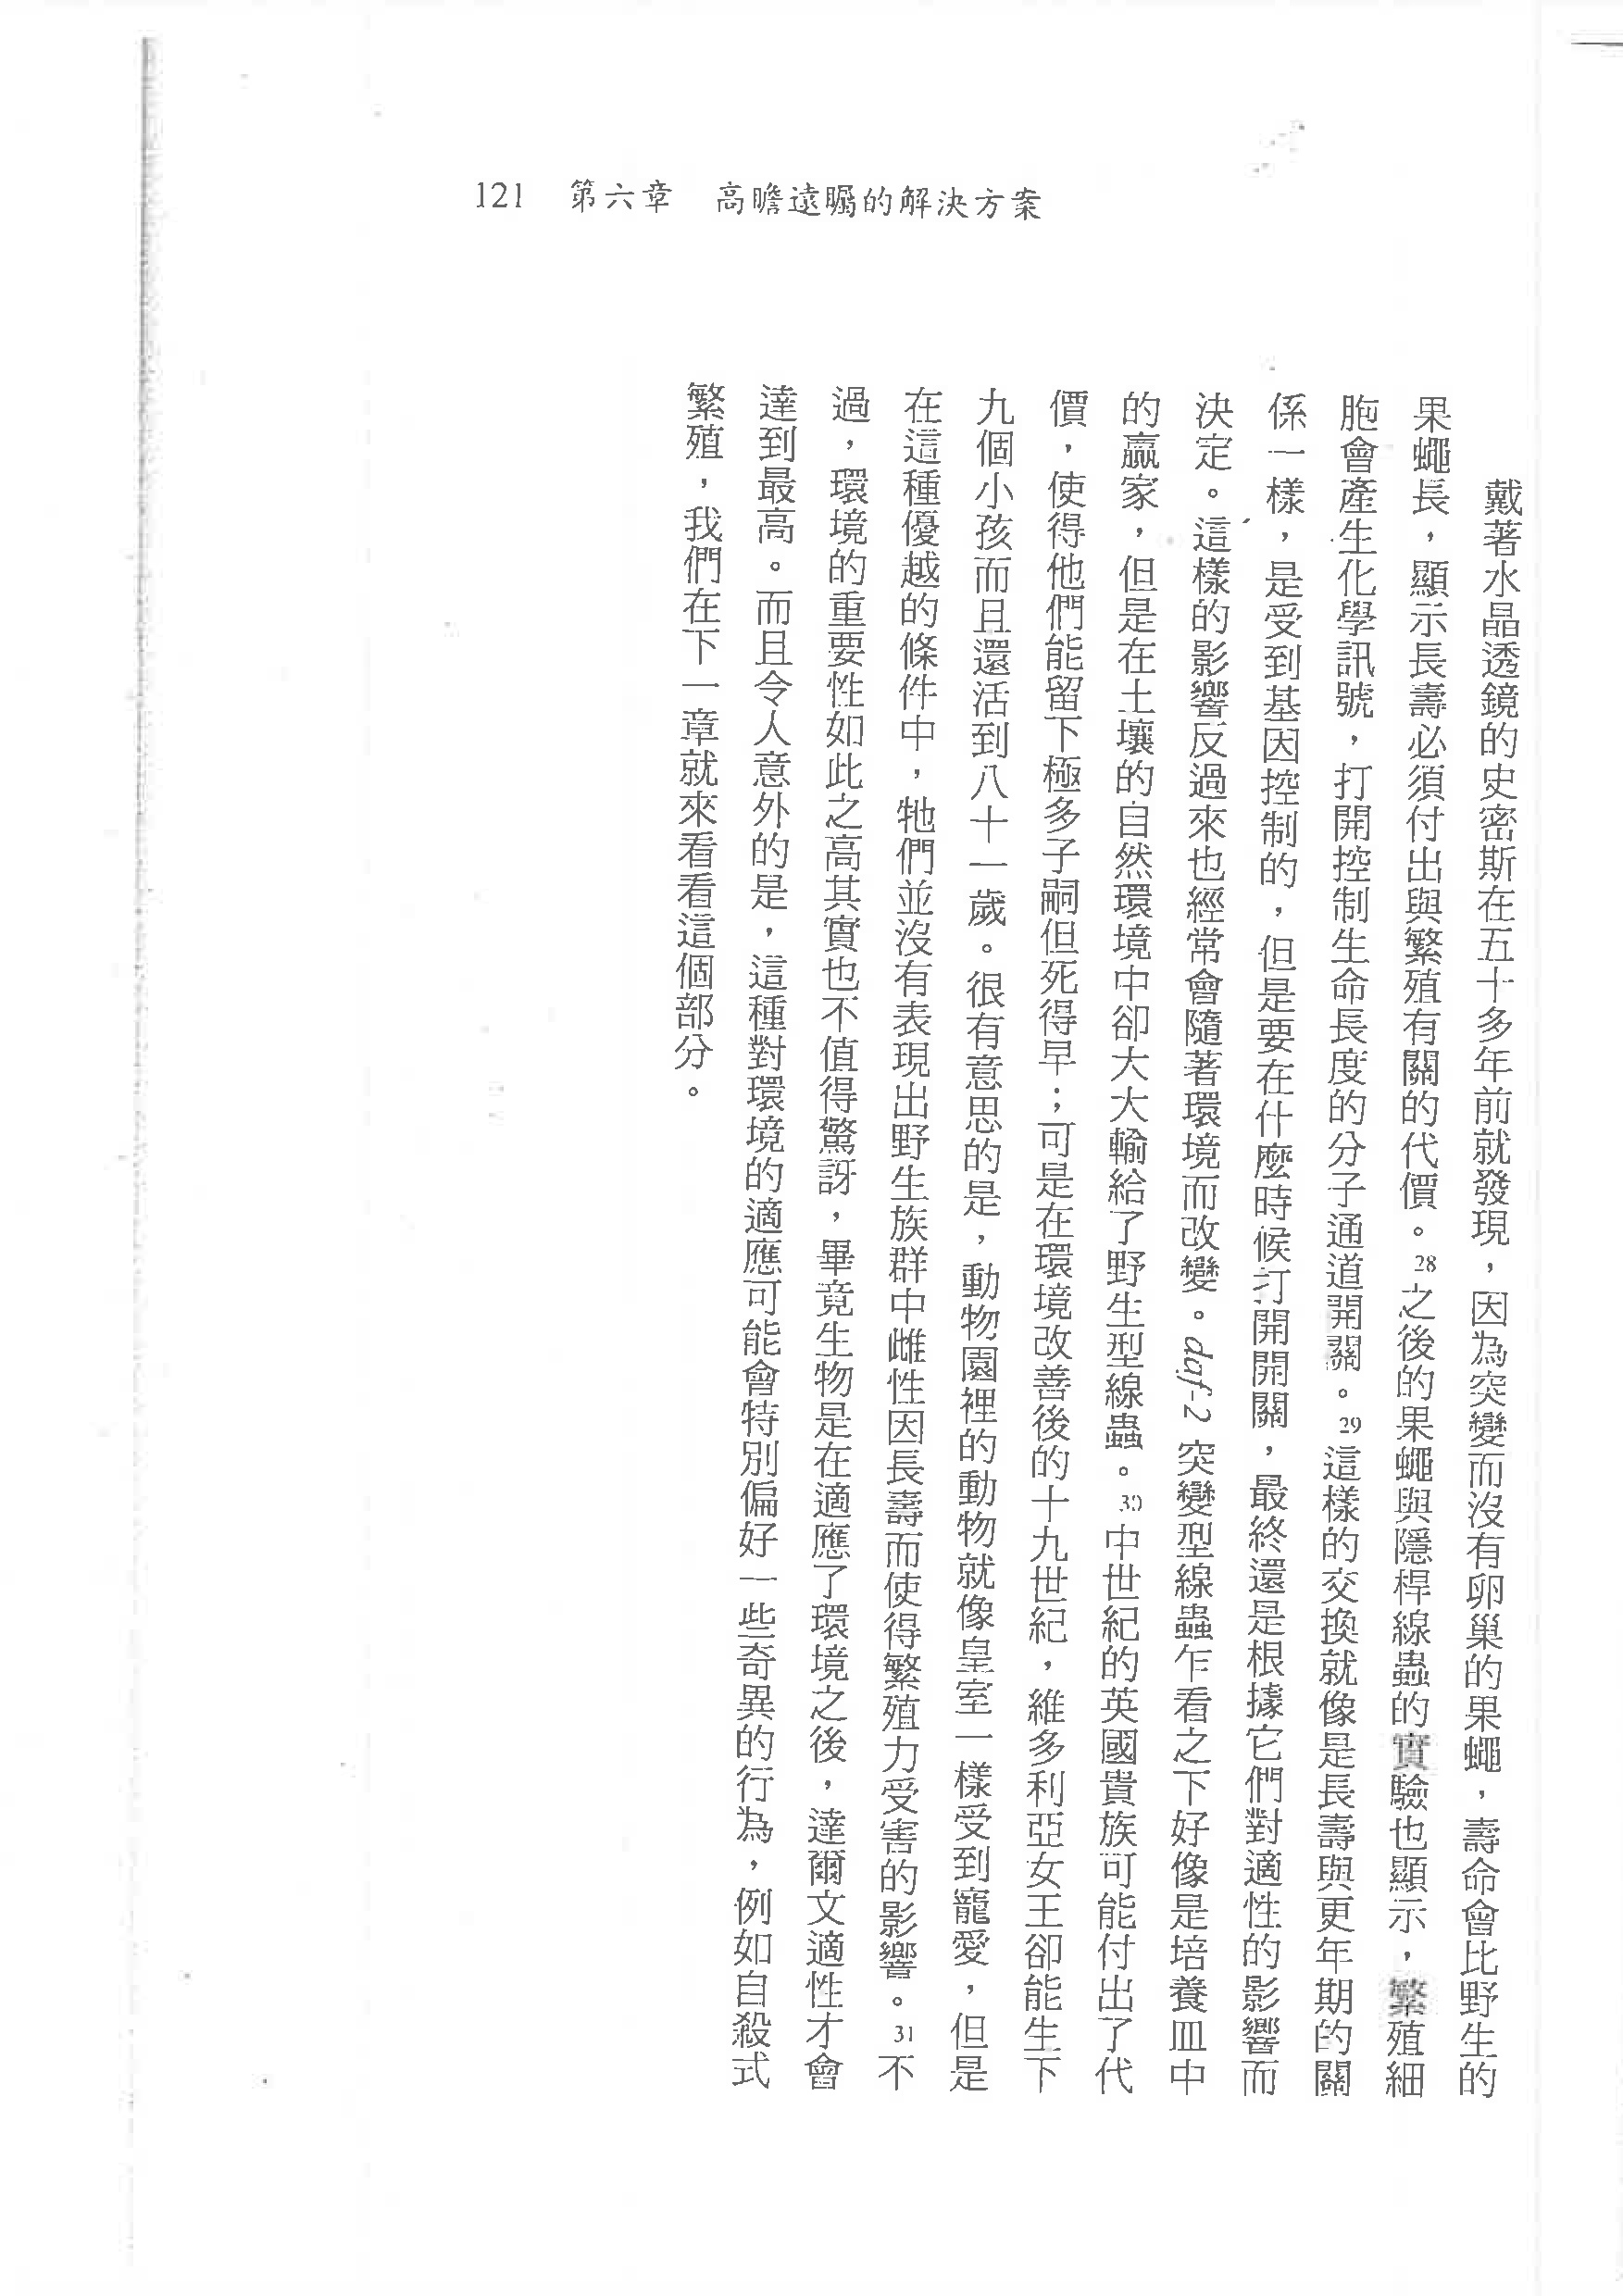 121 第六章 高瞻遠矚的解決方案
戴著水晶透鏡的史密斯在五十多年前就發現，因為突變而沒有卵巢的果蠅，壽命會比野生的
果蠅長，顯示長壽必須付出與繁殖有關的代價。28之後的果蠅與隱桿線蟲的實驗也顯示，繁殖細
胞會產生化學訊號，打開控制生命長度的分子通道開關。29這樣的交換就像是長壽與更年期的關
係一樣，是受到基因控制的，但是要在什麼時候打開開關，最終還是根據它們對適性的影響而
決定。這樣的影響反過來也經常會隨著環境而改變。daf-2突變型線蟲乍看之下好像是培養皿中
的贏家，但是在土壤的自然環境中卻大大輸給了野生型線蟲。30中世紀的英國貴族可能付出了代
價，使得他們能留下極多子嗣但死得早；可是在環境改善後的十九世紀，維多利亞女王卻能生下
九個小孩而且還活到八十一歲。很有意思的是，動物園裡的動物就像皇室一樣受到寵愛，但是
在這種優越的條件中，牠們並沒有表現出野生族群中雌性因長壽而使得繁殖力受害的影響。31不
過，環境的重要性如此之高其實也不值得驚訝，畢竟生物是在適應了環境之後，達爾文適性才會
達到最高。而且令人意外的是，這種對環境的適應可能會特別偏好一些奇異的行為，例如自殺式
繁殖，我們在下一章就來看看這個部分。